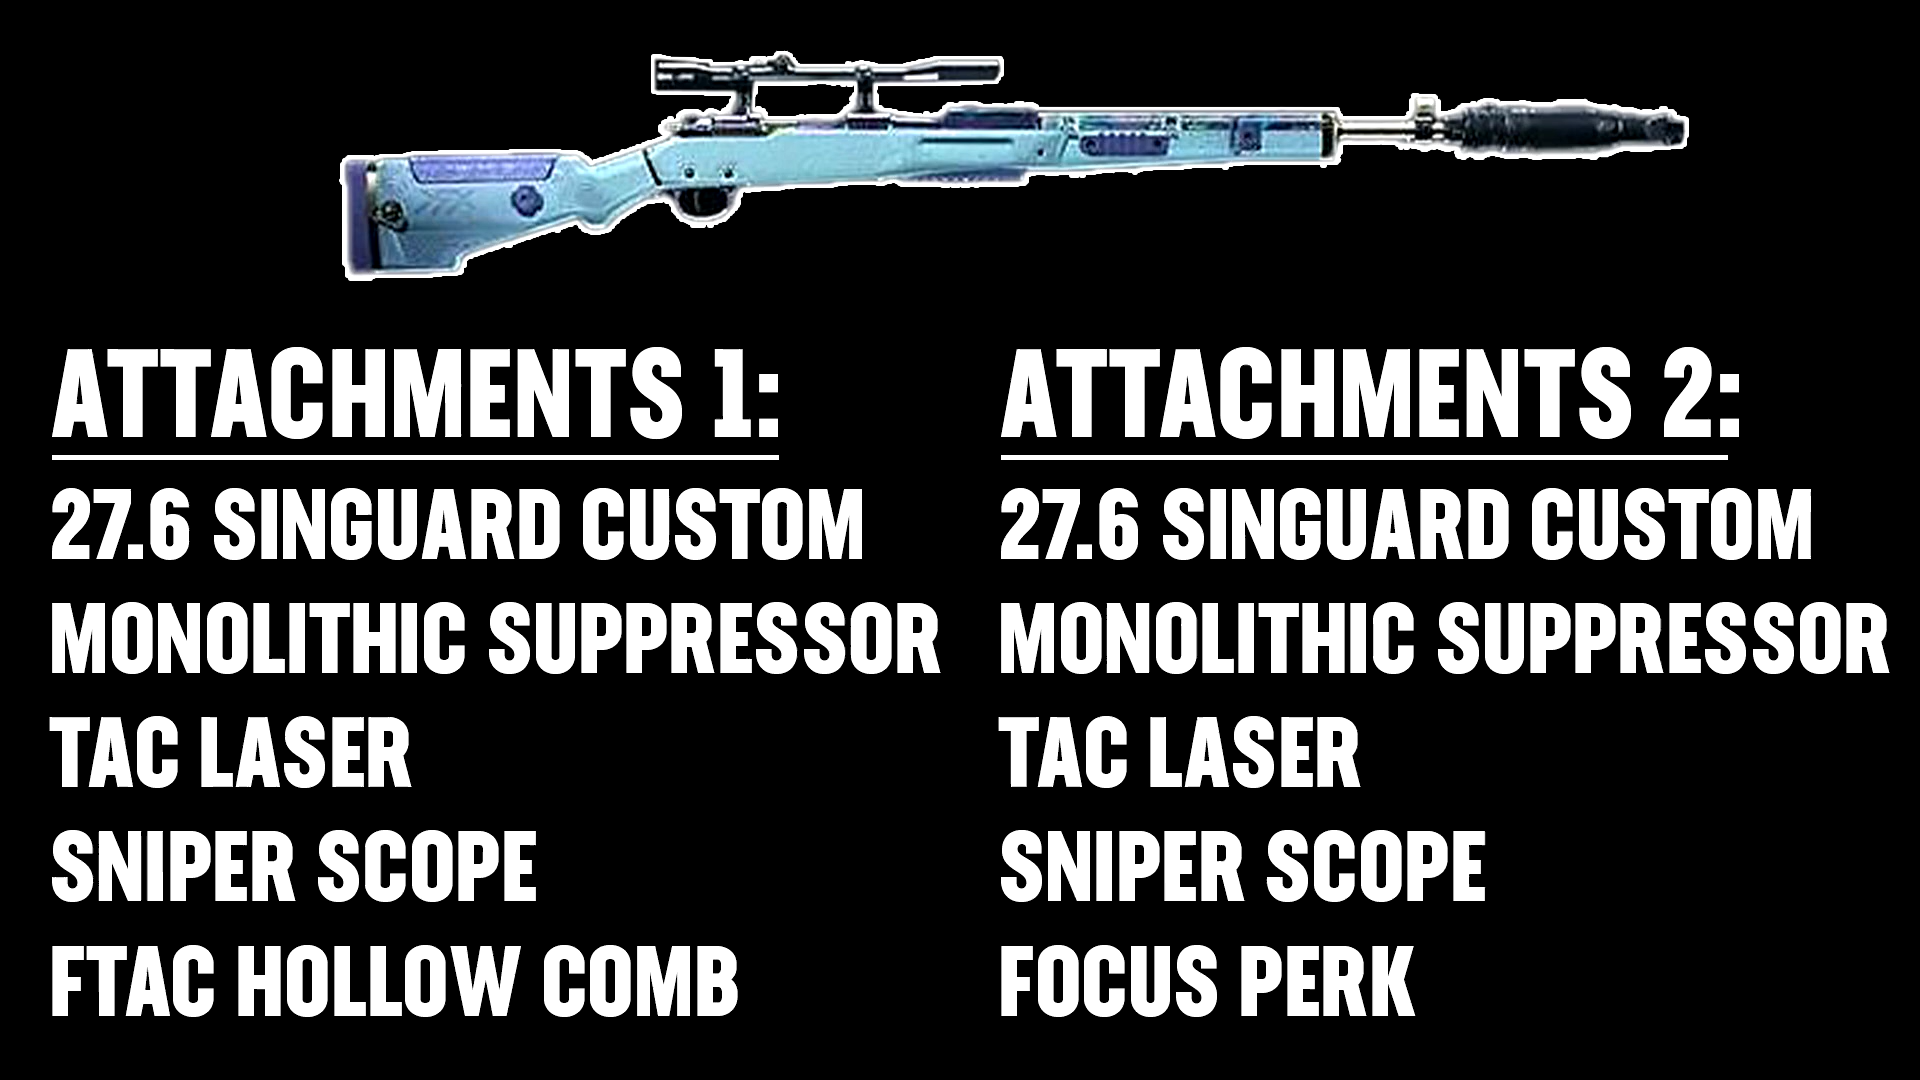 ATTACHMENTS 1:
27.6 SINGUARD CUSTOM
MONOLITHIC SUPPRESSOR
TAC LASER
SNIPER SCOPE
FTAC HOLLOW COMB
ATTACHMENTS 2:
27.6 SINGUARD CUSTOM
MONOLITHIC SUPPRESSOR
TAC LASER
SNIPER SCOPE
FOCUS PERK